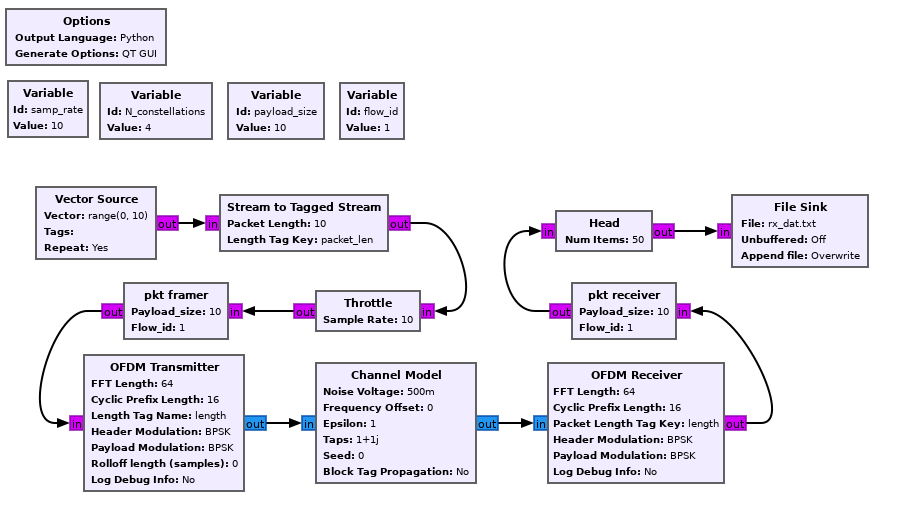 Options
Output Language: Python
Generate Options: QT GUI
Variable
Id: samp_rate
Value: 10
Variable
Id: N_constellations
Value: 4
Variable
Id: payload_size
Value: 10
Variable
Id: flow_id
Value: 1
Vector Source
Vector: range(0, 10)
Tags:
Repeat: Yes
out
in
Stream to Tagged Stream
Packet Length: 10
Length Tag Key: packet_len
out
in
Head
Num Items: 50
out
in
File Sink
File: rx_dat.txt
Unbuffered: Off
Append file: Overwrite
out
pkt framer
Payload_size: 10
Flow_id: 1
in
out
Throttle
Sample Rate: 10
in
out
pkt receiver
Payload_size: 10
Flow_id: 1
in
in
OFDM Transmitter
FFT Length: 64
Cyclic Prefix Length: 16
Length Tag Name: length
Header Modulation: BPSK
Payload Modulation: BPSK
Rolloff length (samples): 0
Log Debug Info: No
out
in
Channel Model
Noise Voltage: 500m
Frequency Offset: 0
Epsilon: 1
Taps: 1+1j
Seed: 0
Block Tag Propagation: No
out
in
OFDM Receiver
FFT Length: 64
Cyclic Prefix Length: 16
Packet Length Tag Key: length
Header Modulation: BPSK
Payload Modulation: BPSK
Log Debug Info: No
out